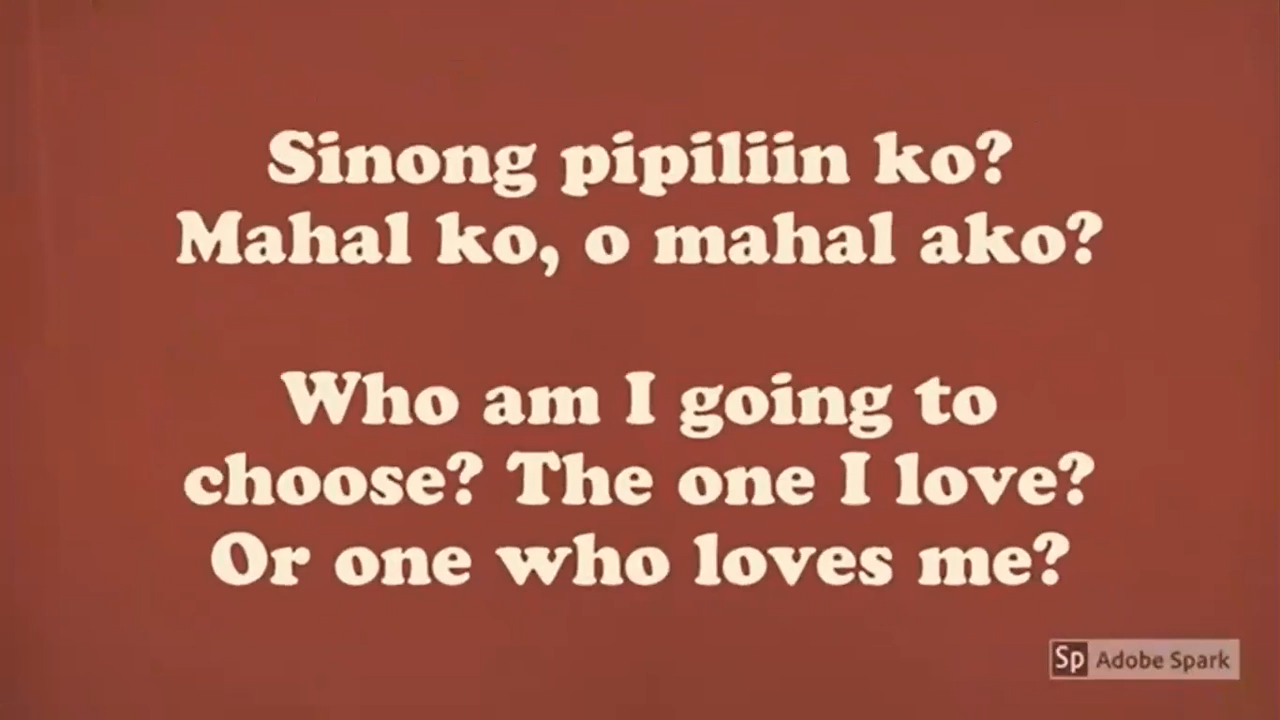 Sinong pipiliin ko?
Mahal ko, o mahal ako?
Who am I going to
choose? The one I love?
Or one who loves me?
Sp Adobe Spark